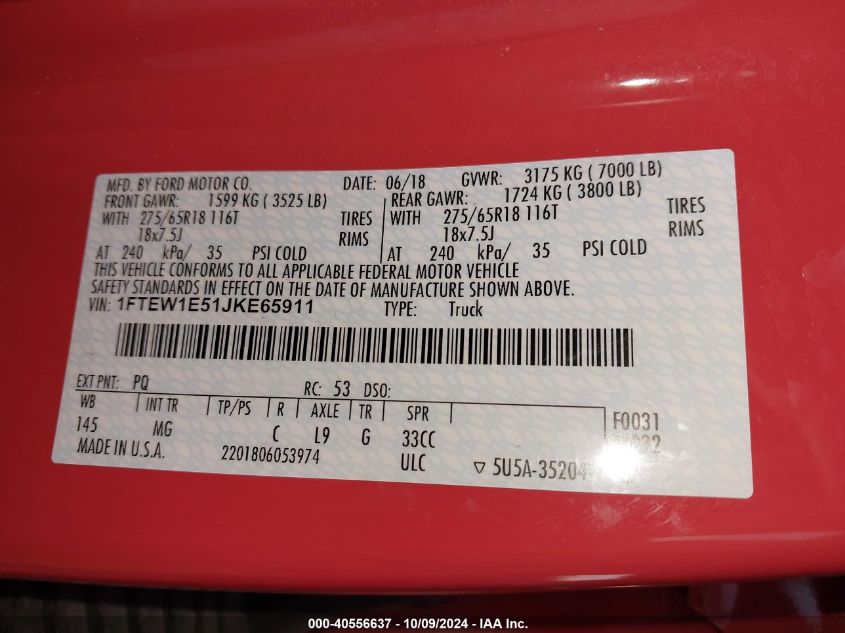 MFD. BY FORD MOTOR CO. DATE: 06/18 GVWR: 3175 KG ( 7000 LB)
FRONT GAWR: 1599 KG ( 3525 LB) REAR GAWR: 1724 KG ( 3800 LB)
WITH 275/65R18 116T TIRES WITH 275/65R18 116T TIRES
18x7.5J RIMS 18x7.5J RIMS
AT 240 kPa/ 35 PSI COLD AT 240 kPa/ 35 PSI COLD
THIS VEHICLE CONFORMS TO ALL APPLICABLE FEDERAL MOTOR VEHICLE
SAFETY STANDARDS IN EFFECT ON THE DATE OF MANUFACTURE SHOWN ABOVE.
VIN: 1FTEW1E51JKE65911 TYPE: Truck
EXT PNT: PQ RC: 53 DSO:
WB INT TR TP/PS R AXLE TR SPR F0031
145 MG C L9 G 33CC
MADE IN U.S.A. 2201806053974 ULC ▽ 5U5A-35204
000-40556637 - 10/09/2024 - IAA Inc.